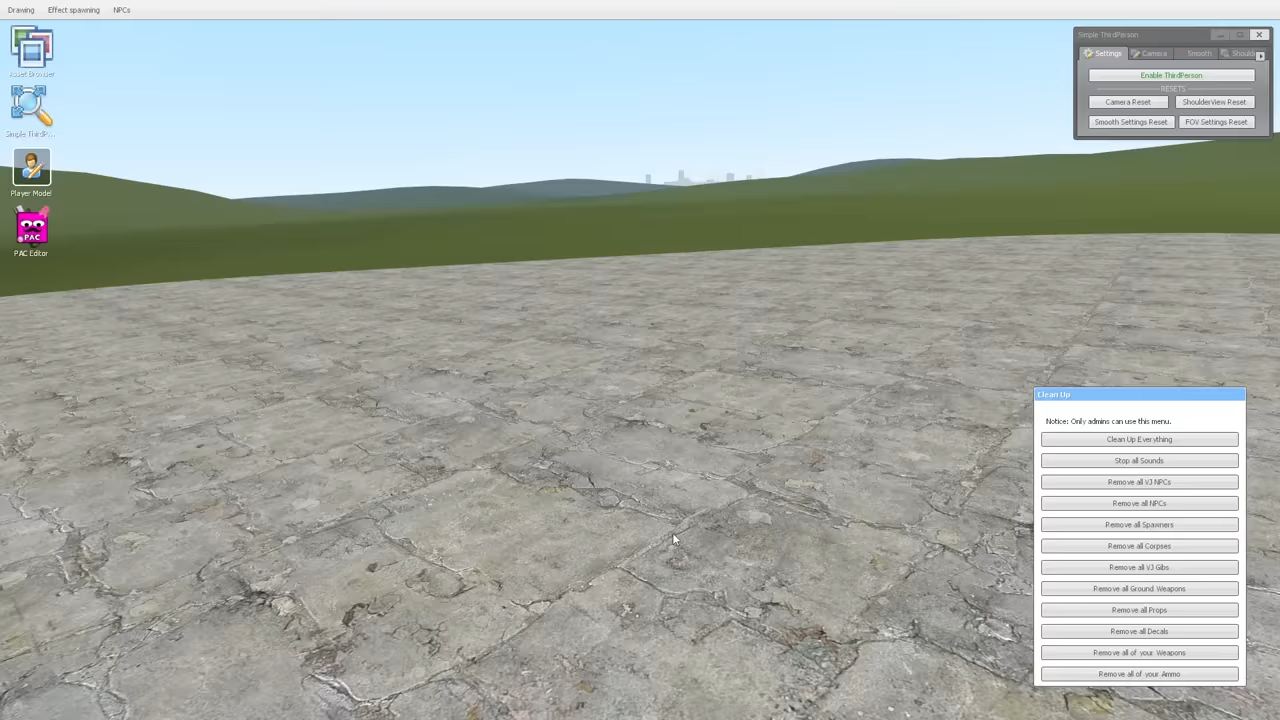 Drawing Effect spawning NPCs
Asset Browser
Simple ThirdP...
Player Model
PAC
PAC Editor
Simple ThirdPerson
Settings Camera Smooth Should
Enable ThirdPerson
RESETS
Camera Reset ShoulderView Reset
Smooth Settings Reset FOV Settings Reset
Clean Up
Notice: Only admins can use this menu.
Clean Up Everything
Stop all Sounds
Remove all VJ NPCs
Remove all NPCs
Remove all Spawners
Remove all Corpses
Remove all VJ Gibs
Remove all Ground Weapons
Remove all Props
Remove all Decals
Remove all of your Weapons
Remove all of your Ammo